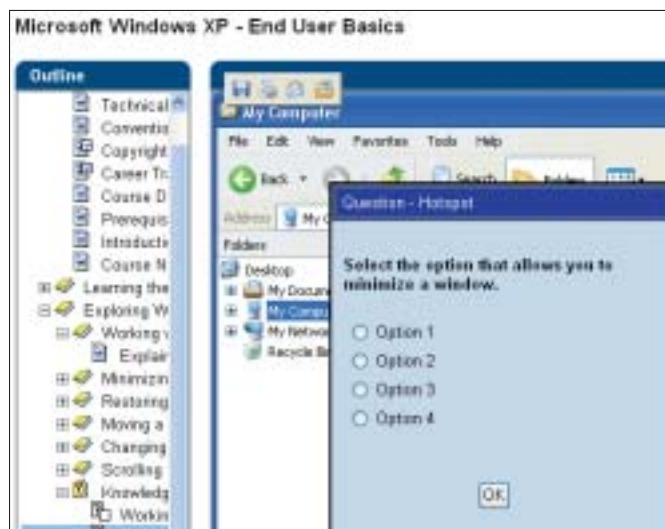 Microsoft Windows XP - End User Basics
Outline
Technical
Conventio
Copyright
Career Tr
Course D
Prerequis
Introducti
Course N
Learning the
Exploring W
Working v
Explair
Minimizin
Restoring
Moving a
Changing
Scrolling
Knowledg
Workin
My Computer
File Edit View Favorites Tools Help
Back Search Folders
Address My C
Folders
Desktop
My Docum
My Compu
My Networ
Recycle Bi
Question - Hotspot
Select the option that allows you to
minimize a window.
Option 1
Option 2
Option 3
Option 4
OK